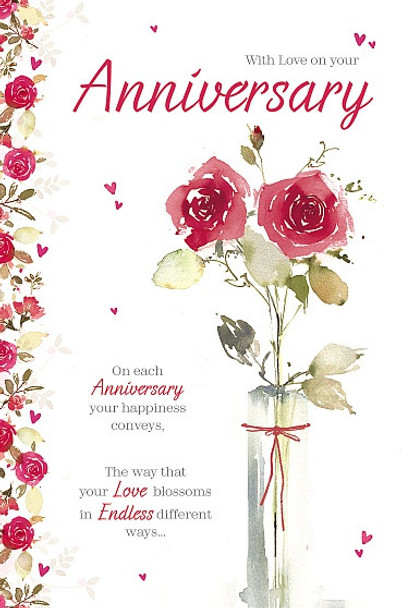 With Love on your
Anniversary
On each
Anniversary
your happiness
conveys,
The way that
your Love blossoms
in Endless different
ways...